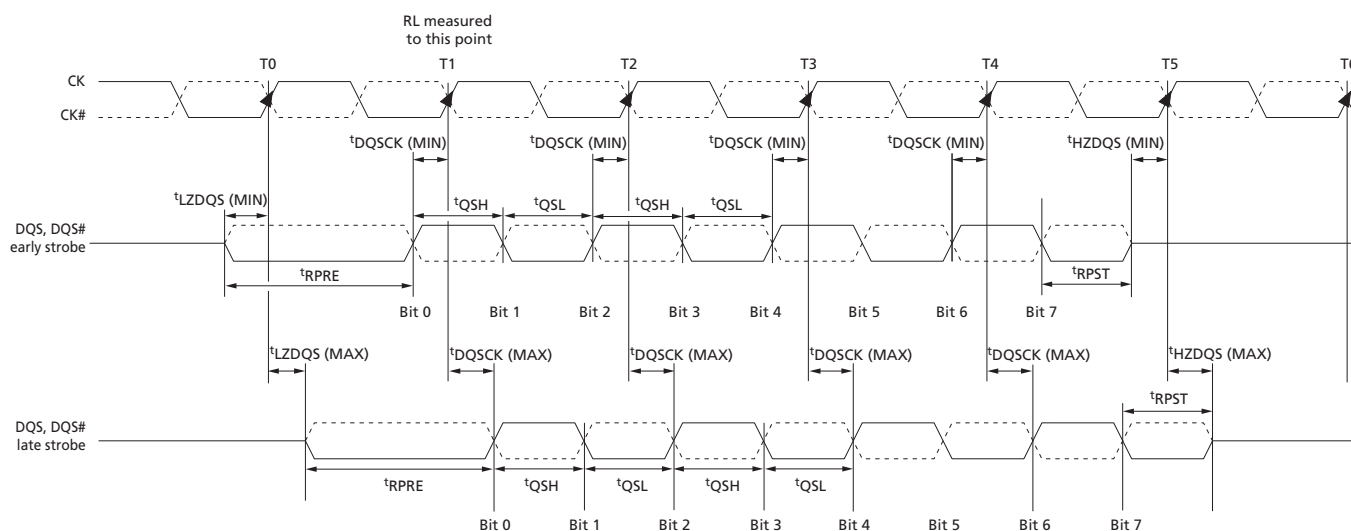 RL measured
to this point
T0 T1 T2 T3 T4 T5 T6
CK
CK#
tDQSCK (MIN) tDQSCK (MIN) tDQSCK (MIN) tDQSCK (MIN) tHZDQS (MIN)
tLZDQS (MIN)
tQSH tQSL tQSH tQSL
DQS, DQS#
early strobe
tRPRE
tRPST
Bit 0 Bit 1 Bit 2 Bit 3 Bit 4 Bit 5 Bit 6 Bit 7
tLZDQS (MAX) tDQSCK (MAX) tDQSCK (MAX) tDQSCK (MAX) tDQSCK (MAX) tHZDQS (MAX)
tRPST
DQS, DQS#
late strobe
tRPRE tQSH tQSL tQSH tQSL
Bit 0 Bit 1 Bit 2 Bit 3 Bit 4 Bit 5 Bit 6 Bit 7